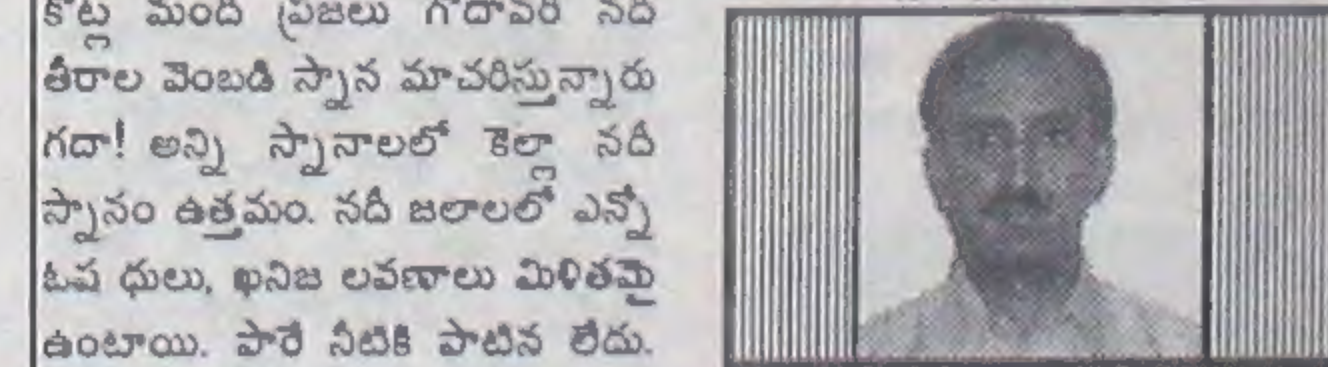 కోట్ల మంది ప్రజలు గోదావరి నది
తీరాల వెంబడి స్నాన మాచరిస్తున్నారు
గదా! అన్ని స్నానాలలో కెల్లా నదీ
స్నానం ఉత్తమం. నదీ జలాలలో ఎన్నో
ఓష ధులు, ఖనిజ లవణాలు మిళితమై
ఉంటాయి. పారే నీటికి పాటిన లేదు.